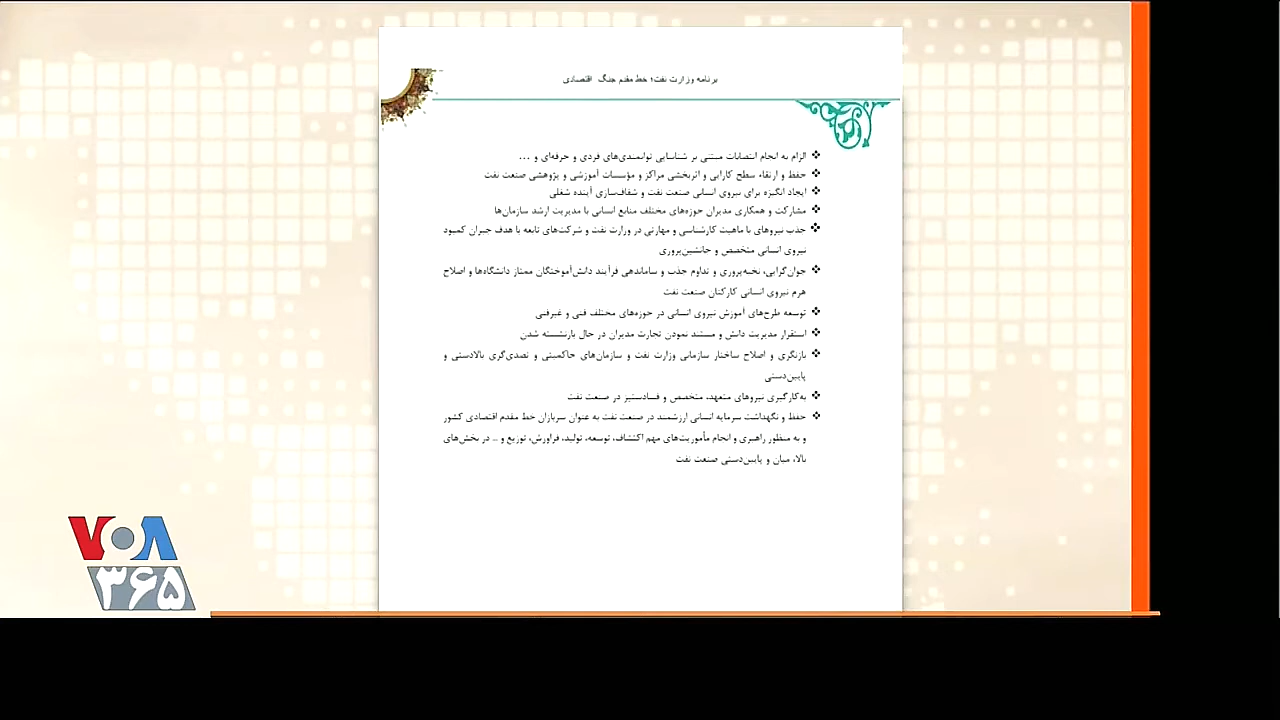 برنامه وزارت نفت؛ خط مقدم جنگ اقتصادی
❖ الزام به انجام انتصابات مبتنی بر شناسایی توانمندی‌های فردی و حرفه‌ای و ...
❖ حفظ و ارتقاء سطح کارایی و اثربخشی مراکز و مؤسسات آموزشی و پژوهشی صنعت نفت
❖ ایجاد انگیزه برای نیروی انسانی صنعت نفت و شفاف‌سازی آینده شغلی
❖ مشارکت و همکاری مدیران حوزه‌های مختلف منابع انسانی با مدیریت ارشد سازمان‌ها
❖ جذب نیروهای با ماهیت کارشناسی و مهارتی در وزارت نفت و شرکت‌های تابعه با هدف جبران کمبود
نیروی انسانی متخصص و جانشین‌پروری
❖ جوان‌گرایی، نخبه‌پروری و تداوم جذب و ساماندهی فرآیند دانش‌آموختگان ممتاز دانشگاه‌ها و اصلاح
هرم نیروی انسانی کارکنان صنعت نفت
❖ توسعه طرح‌های آموزش نیروی انسانی در حوزه‌های مختلف فنی و غیرفنی
❖ استقرار مدیریت دانش و مستند نمودن تجارت مدیران در حال بازنشسته شدن
❖ بازنگری و اصلاح ساختار سازمانی وزارت نفت و سازمان‌های حاکمیتی و تصدی‌گری بالادستی و
پایین‌دستی
❖ به‌کارگیری نیروهای متعهد، متخصص و فسادستیز در صنعت نفت
❖ حفظ و نگهداشت سرمایه انسانی ارزشمند در صنعت نفت به عنوان سربازان خط مقدم اقتصادی کشور
و به منظور راهبری و انجام مأموریت‌های مهم اکتشاف، توسعه، تولید، فرآورش، توزیع و ... در بخش‌های
بالا، میان و پایین‌دستی صنعت نفت
VOA
۳۶۵